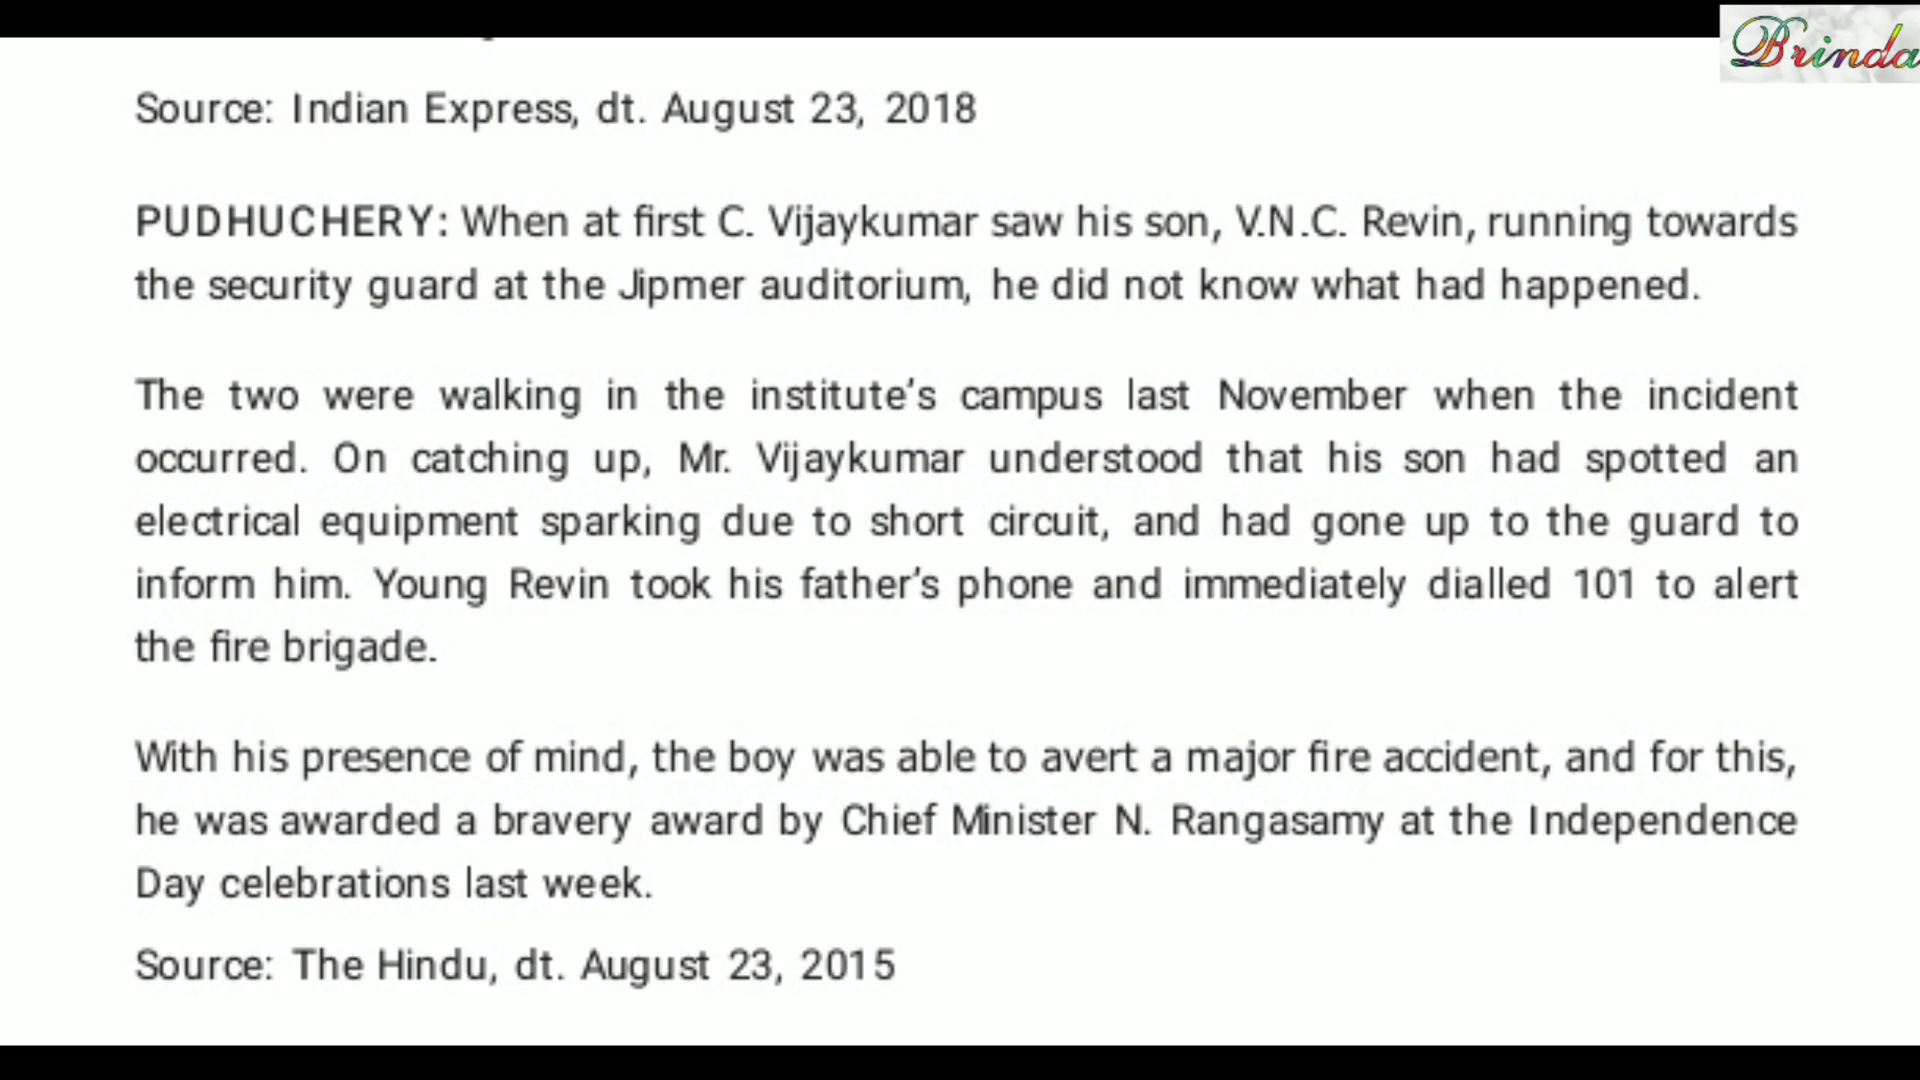 Brinda
Source: Indian Express, dt. August 23, 2018
PUDHUCHERY: When at first C. Vijaykumar saw his son, V.N.C. Revin, running towards
the security guard at the Jipmer auditorium, he did not know what had happened.
The two were walking in the institute’s campus last November when the incident
occurred. On catching up, Mr. Vijaykumar understood that his son had spotted an
electrical equipment sparking due to short circuit, and had gone up to the guard to
inform him. Young Revin took his father’s phone and immediately dialled 101 to alert
the fire brigade.
With his presence of mind, the boy was able to avert a major fire accident, and for this,
he was awarded a bravery award by Chief Minister N. Rangasamy at the Independence
Day celebrations last week.
Source: The Hindu, dt. August 23, 2015